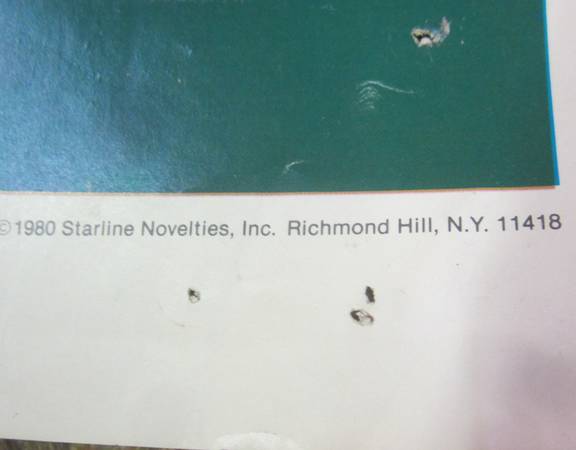 ©1980 Starline Novelties, Inc. Richmond Hill, N.Y. 11418